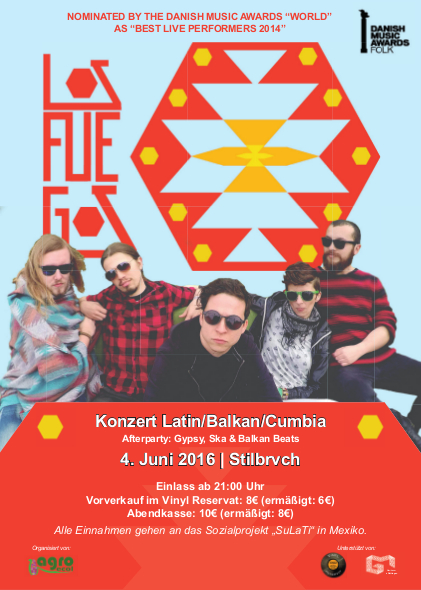 NOMINATED BY THE DANISH MUSIC AWARDS “WORLD”
AS “BEST LIVE PERFORMERS 2014”
DANISH
MUSIC
AWARDS
FOLK
LOS
FUE
GOS
Konzert Latin/Balkan/Cumbia
Afterparty: Gypsy, Ska & Balkan Beats
4. Juni 2016 | Stilbrvch
Einlass ab 21:00 Uhr
Vorverkauf im Vinyl Reservat: 8€ (ermäßigt: 6€)
Abendkasse: 10€ (ermäßigt: 8€)
Alle Einnahmen gehen an das Sozialprojekt „SuLaTi“ in Mexiko.
Organisiert von:
Unterstützt von:
agro